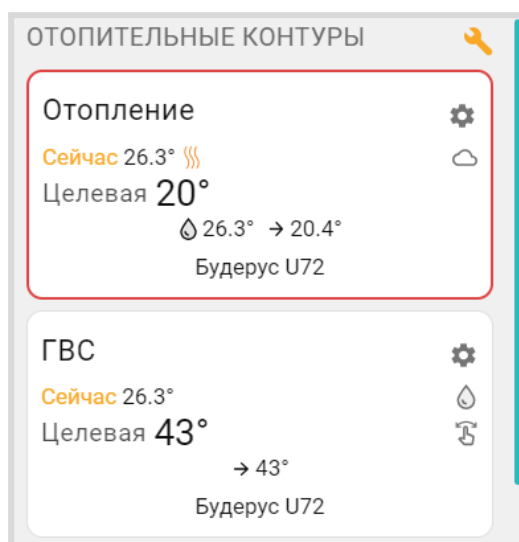 ОТОПИТЕЛЬНЫЕ КОНТУРЫ
Отопление
Сейчас 26.3°
Целевая 20°
26.3° → 20.4°
Будерус U72
ГВС
Сейчас 26.3°
Целевая 43°
→ 43°
Будерус U72